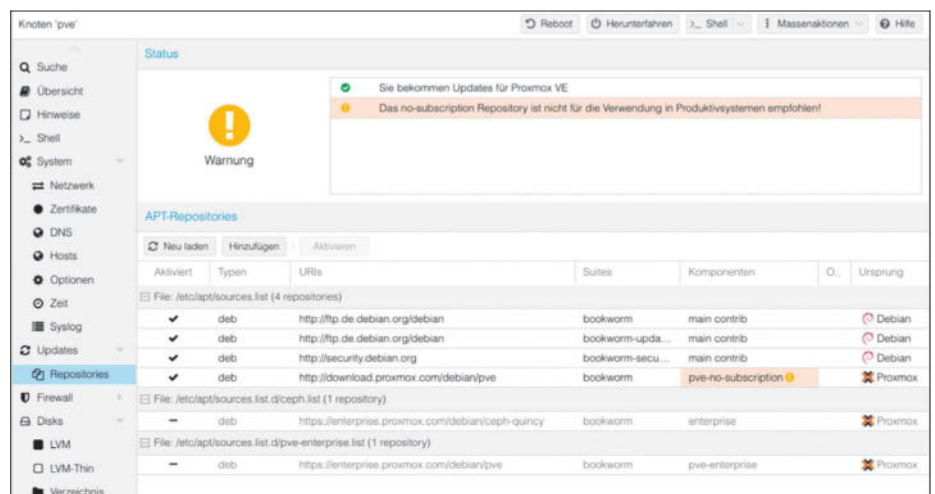 Knoten 'pve'
Reboot
Herunterfahren
>_ Shell
Massenaktionen
Hilfe
Suche
Übersicht
Hinweise
>_ Shell
System
Netzwerk
Zertifikate
DNS
Hosts
Optionen
Zeit
Syslog
Updates
Repositories
Firewall
Disks
LVM
LVM-Thin
Verzeichnis
Status
Warnung
Sie bekommen Updates für Proxmox VE
Das no-subscription Repository ist nicht für die Verwendung in Produktivsystemen empfohlen!
APT-Repositories
Neu laden Hinzufügen Aktivieren
Aktiviert Typen URIs Suites Komponenten O... Ursprung
File: /etc/apt/sources.list (4 repositories)
deb http://ftp.de.debian.org/debian bookworm main contrib Debian
deb http://ftp.de.debian.org/debian bookworm-upda... main contrib Debian
deb http://security.debian.org bookworm-secu... main contrib Debian
deb http://download.proxmox.com/debian/pve bookworm pve-no-subscription Proxmox
File: /etc/apt/sources.list.d/ceph.list (1 repository)
deb https://enterprise.proxmox.com/debian/ceph-quincy bookworm enterprise Proxmox
File: /etc/apt/sources.list.d/pve-enterprise.list (1 repository)
deb https://enterprise.proxmox.com/debian/pve bookworm pve-enterprise Proxmox